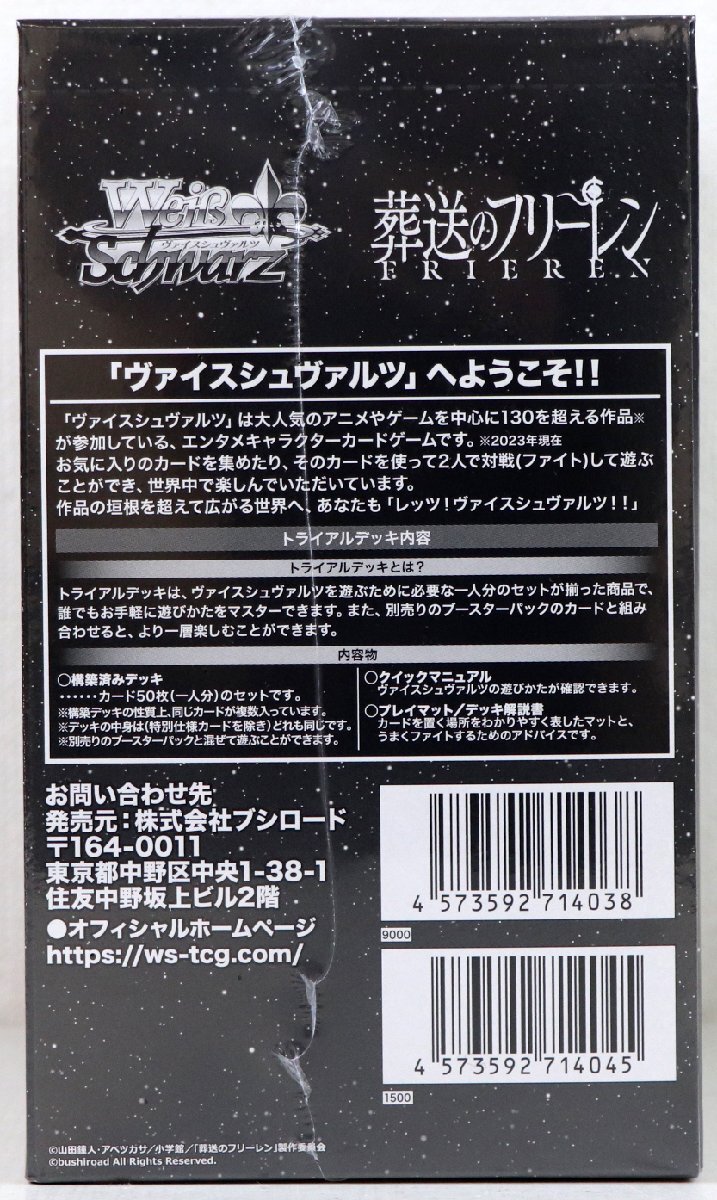 Weiß
ヴァイスシュヴァルツ
Schwarz
葬送のフリーレン
FRIEREN
「ヴァイスシュヴァルツ」へようこそ!!
「ヴァイスシュヴァルツ」は大人気のアニメやゲームを中心に130を超える作品※
が参加している、エンタメキャラクターカードゲームです。※2023年現在
お気に入りのカードを集めたり、そのカードを使って2人で対戦(ファイト)して遊ぶ
ことができ、世界中で楽しんでいただいています。
作品の垣根を超えて広がる世界へ、あなたも「レッツ!ヴァイスシュヴァルツ!!」
トライアルデッキ内容
トライアルデッキとは?
トライアルデッキは、ヴァイスシュヴァルツを遊ぶために必要な一人分のセットが揃った商品で、
誰でもお手軽に遊びかたをマスターできます。また、別売りのブースターパックのカードと組み
合わせると、より一層楽しむことができます。
内容物
○構築済みデッキ
……カード50枚(一人分)のセットです。
※構築デッキの性質上、同じカードが複数入っています。
※デッキの中身は(特別仕様カードを除き)どれも同じです。
※別売りのブースターパックと混ぜて遊ぶことができます。
○クイックマニュアル
ヴァイスシュヴァルツの遊びかたが確認できます。
○プレイマット/デッキ解説書
カードを置く場所をわかりやすく表したマットと、
うまくファイトするためのアドバイスです。
お問い合わせ先
発売元:株式会社ブシロード
〒164-0011
東京都中野区中央1-38-1
住友中野坂上ビル2階
●オフィシャルホームページ
https://ws-tcg.com/
4 573592 714038
9000
4 573592 714045
1500
©山田鐘人・アベツカサ/小学館/「葬送のフリーレン」製作委員会
©bushiroad All Rights Reserved.